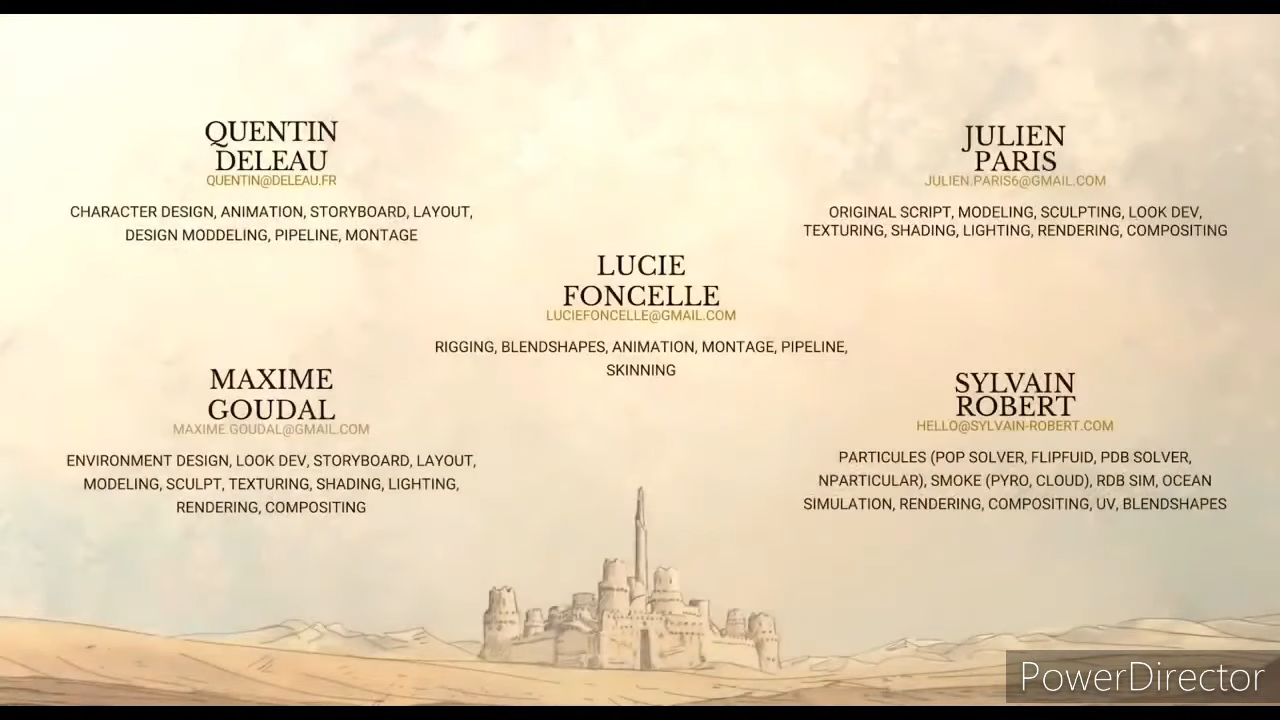 QUENTIN
DELEAU
QUENTIN@DELEAU.FR
CHARACTER DESIGN, ANIMATION, STORYBOARD, LAYOUT,
DESIGN MODDELING, PIPELINE, MONTAGE
JULIEN
PARIS
JULIEN.PARIS6@GMAIL.COM
ORIGINAL SCRIPT, MODELING, SCULPTING, LOOK DEV,
TEXTURING, SHADING, LIGHTING, RENDERING, COMPOSITING
LUCIE
FONCELLE
LUCIEFONCELLE@GMAIL.COM
RIGGING, BLENDSHAPES, ANIMATION, MONTAGE, PIPELINE,
SKINNING
MAXIME
GOUDAL
MAXIME.GOUDAL@GMAIL.COM
ENVIRONMENT DESIGN, LOOK DEV, STORYBOARD, LAYOUT,
MODELING, SCULPT, TEXTURING, SHADING, LIGHTING,
RENDERING, COMPOSITING
SYLVAIN
ROBERT
HELLO@SYLVAIN-ROBERT.COM
PARTICULES (POP SOLVER, FLIPFUID, PDB SOLVER,
NPARTICULAR), SMOKE (PYRO, CLOUD), RDB SIM, OCEAN
SIMULATION, RENDERING, COMPOSITING, UV, BLENDSHAPES
PowerDirector